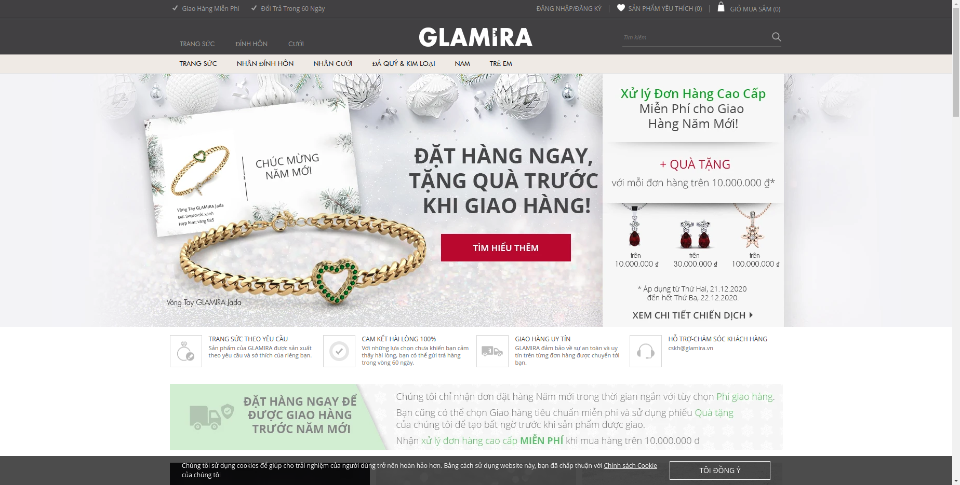 Giao Hàng Miễn Phí
Đổi Trả Trong 60 Ngày
ĐĂNG NHẬP/ĐĂNG KÝ
SẢN PHẨM YÊU THÍCH (0)
GIỎ MUA SẮM (0)
TRANG SỨC
ĐÍNH HÔN
CƯỚI
GLAMIRA
Tìm kiếm
TRANG SỨC
NHẪN ĐÍNH HÔN
NHẪN CƯỚI
ĐÁ QUÝ & KIM LOẠI
NAM
TRẺ EM
CHÚC MỪNG
NĂM MỚI
Vòng Tay GLAMIRA Jada
ĐẶT HÀNG NGAY,
TẶNG QUÀ TRƯỚC
KHI GIAO HÀNG!
TÌM HIỂU THÊM
Vòng Tay GLAMIRA Jada
Xử lý Đơn Hàng Cao Cấp
Miễn Phí cho Giao
Hàng Năm Mới!
+ QUÀ TẶNG
với mỗi đơn hàng trên 10.000.000 ₫*
trên
10.000.000 ₫
trên
30.000.000 ₫
trên
100.000.000 ₫
* Áp dụng từ Thứ Hai, 21.12.2020
đến hết Thứ Ba, 22.12.2020
XEM CHI TIẾT CHIẾN DỊCH
TRANG SỨC THEO YÊU CẦU
Sản phẩm của GLAMIRA được sản xuất
theo yêu cầu và sở thích của riêng bạn.
CAM KẾT HÀI LÒNG 100%
Với những lựa chọn chưa khiến bạn cảm
thấy hài lòng, bạn có thể gửi trả hàng
trong vòng 60 ngày.
GIAO HÀNG UY TÍN
GLAMIRA đảm bảo về sự an toàn và uy
tín trên từng đơn hàng được chuyển tới
bạn.
HỖ TRỢ CHĂM SÓC KHÁCH HÀNG
cskh@glamira.vn
ĐẶT HÀNG NGAY ĐỂ
ĐƯỢC GIAO HÀNG
TRƯỚC NĂM MỚI
Chúng tôi chỉ nhận đơn đặt hàng Năm mới trong thời gian ngắn với tùy chọn Phí giao hàng.
Bạn cũng có thể chọn Giao hàng tiêu chuẩn miễn phí và sử dụng phiếu Quà tặng
của chúng tôi để tạo bất ngờ trước khi sản phẩm được giao.
Nhận xử lý đơn hàng cao cấp MIỄN PHÍ khi mua hàng trên 10.000.000 đ
Chúng tôi sử dụng cookies để giúp cho trải nghiệm của người dùng trở nên hoàn hảo hơn. Bằng cách sử dụng website này, bạn đã chấp thuận với Chính sách Cookie
của chúng tôi
TÔI ĐỒNG Ý